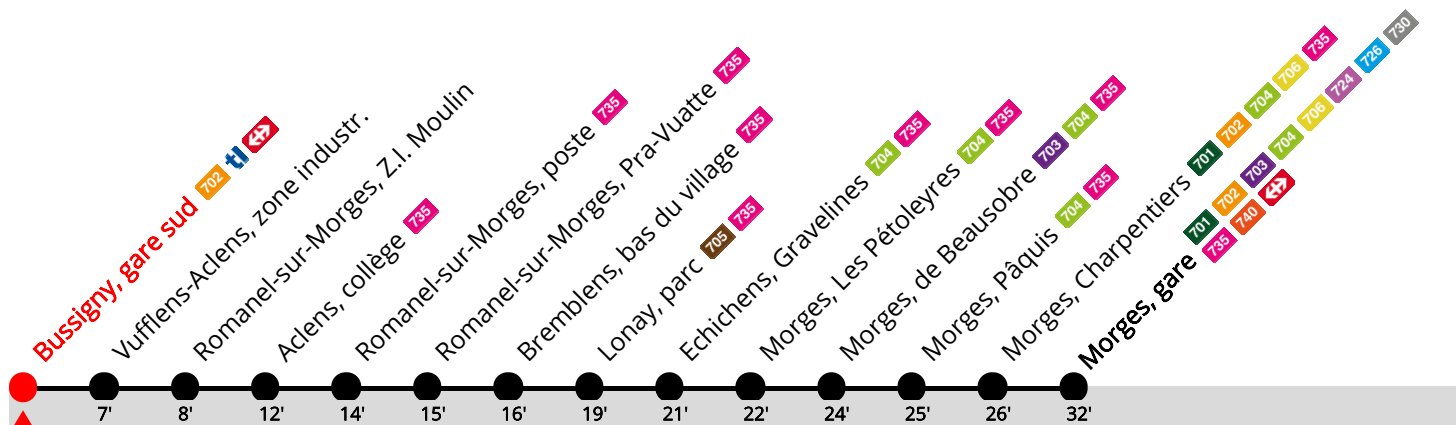 Bussigny, gare sud 702 tl
Vufflens-Aclens, zone industr.
Romanel-sur-Morges, Z.I. Moulin
Aclens, collège 735
Romanel-sur-Morges, poste 735
Romanel-sur-Morges, Pra-Vuatte 735
Bremblens, bas du village 735
Lonay, parc 705 735
Echichens, Gravelines 704 735
Morges, Les Pétoleyres 704 735
Morges, de Beausobre 703 704 735
Morges, Pâquis 704 735
Morges, Charpentiers 701 702 704 706 735
Morges, gare 701 702 703 704 706 724 726 730
735 740
7' 8' 12' 14' 15' 16' 19' 21' 22' 24' 25' 26' 32'